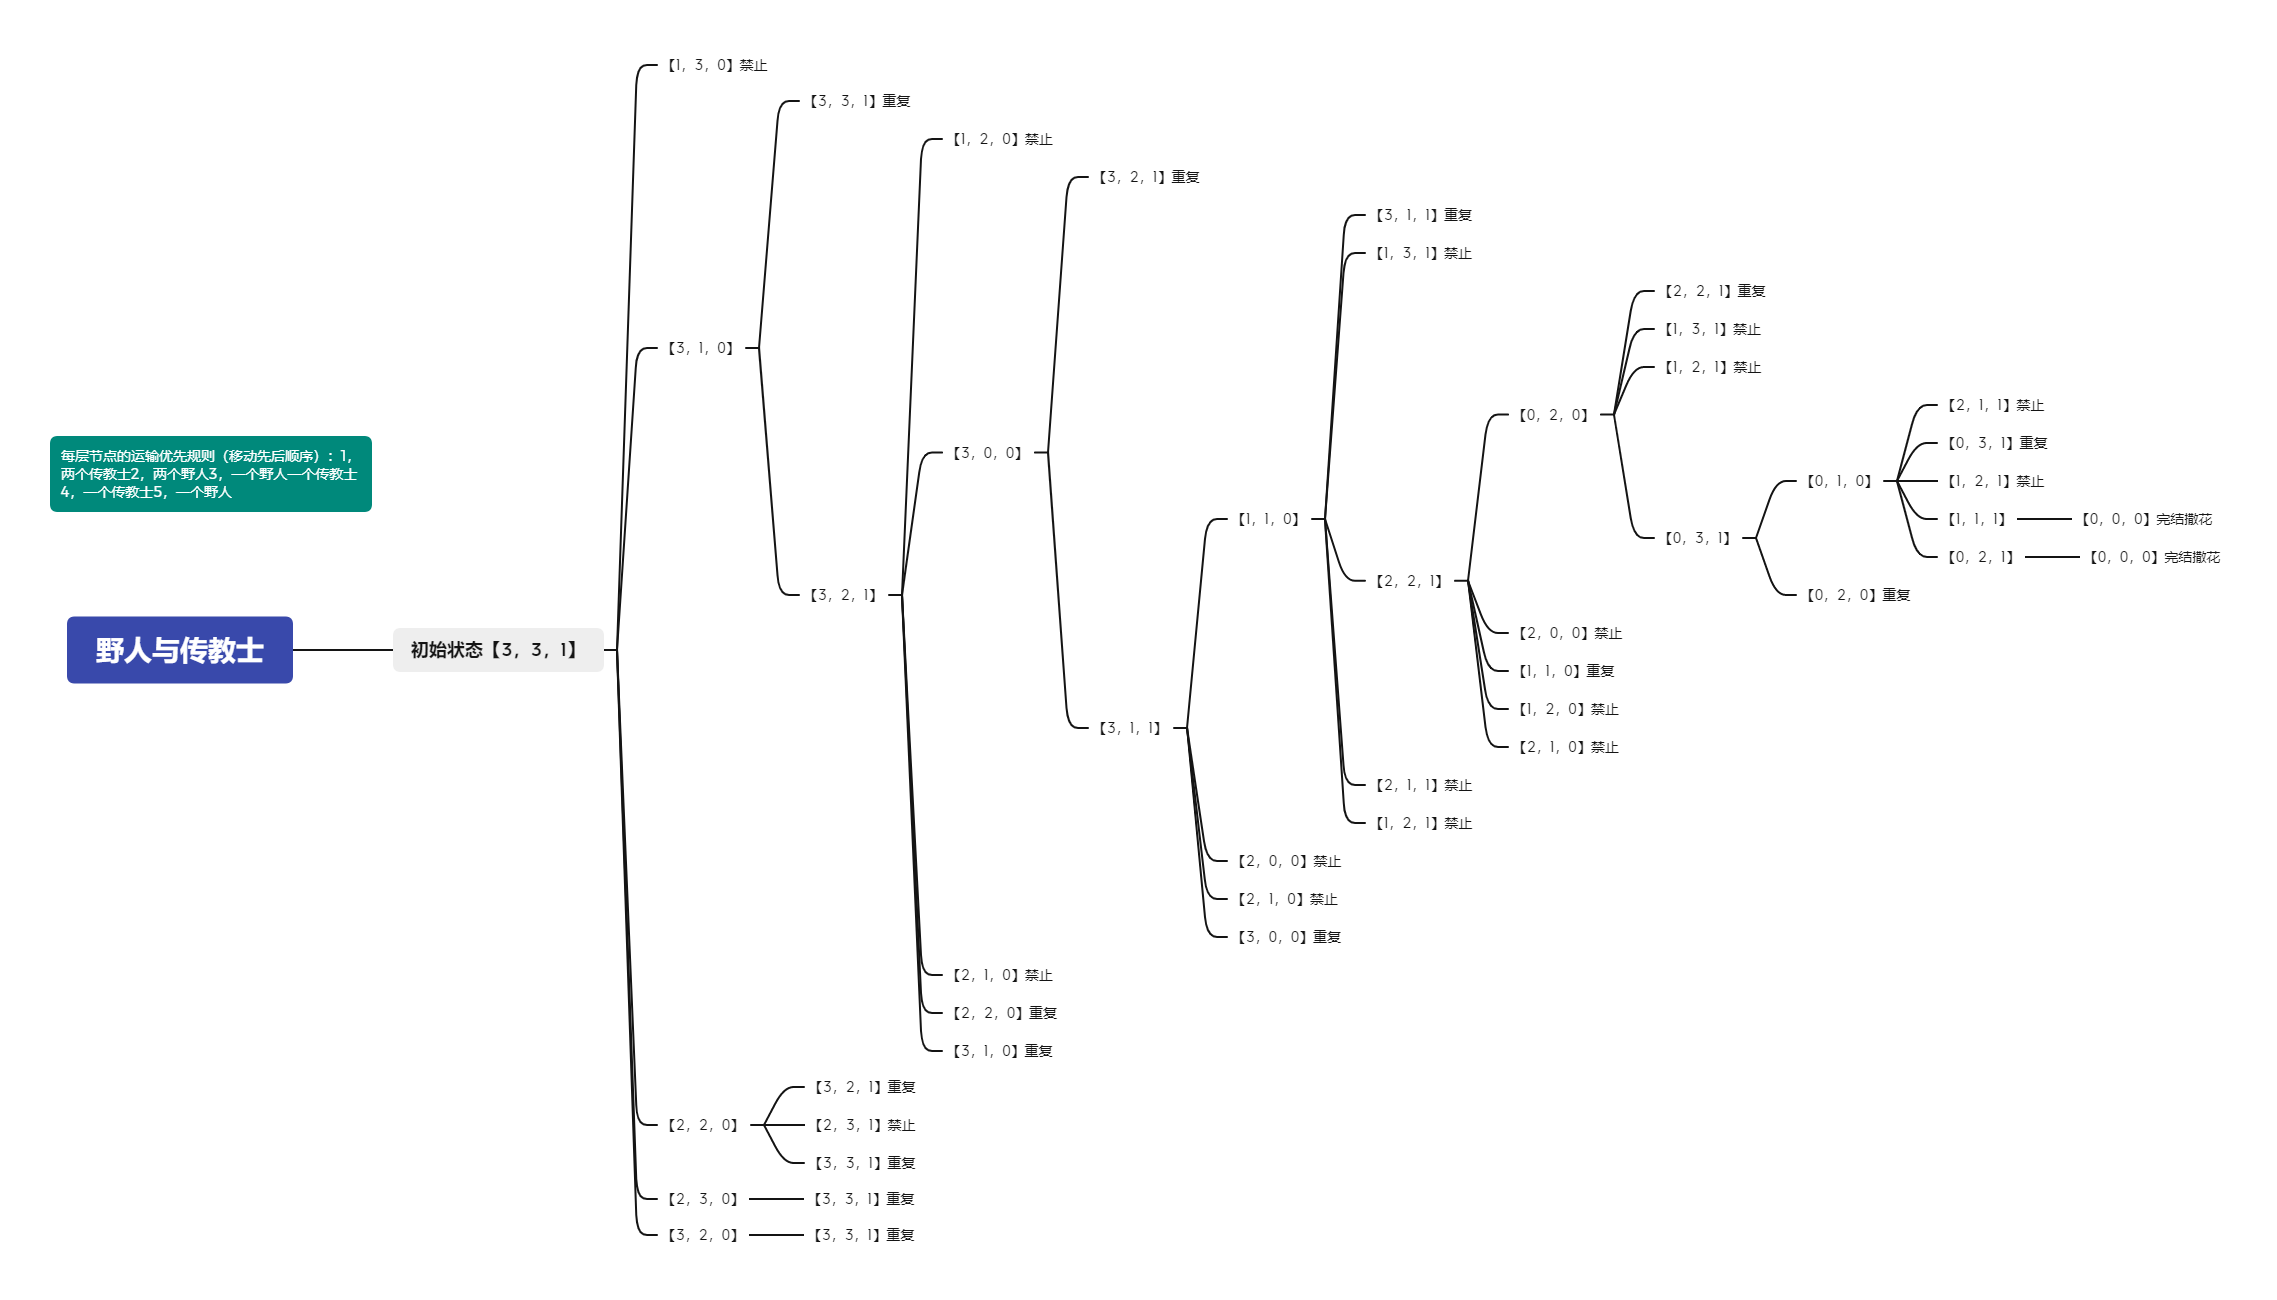 【1，3，0】禁止
【3，3，1】重复
【1，2，0】禁止
【3，2，1】重复
【3，1，1】重复
【1，3，1】禁止
【2，2，1】重复
【1，3，1】禁止
【3，1，0】
【1，2，1】禁止
【2，1，1】禁止
【0，2，0】
【0，3，1】重复
每层节点的运输优先规则（移动先后顺序）：1，
两个传教士2，两个野人3，一个野人一个传教士
4，一个传教士5，一个野人
【3，0，0】
【0，1，0】
【1，2，1】禁止
【1，1，0】
【1，1，1】
【0，0，0】完结撒花
【0，3，1】
【0，2，1】
【0，0，0】完结撒花
【2，2，1】
【3，2，1】
【0，2，0】重复
【2，0，0】禁止
野人与传教士
初始状态【3，3，1】
【1，1，0】重复
【1，2，0】禁止
【3，1，1】
【2，1，0】禁止
【2，1，1】禁止
【1，2，1】禁止
【2，0，0】禁止
【2，1，0】禁止
【3，0，0】重复
【2，1，0】禁止
【2，2，0】重复
【3，1，0】重复
【3，2，1】重复
【2，2，0】
【2，3，1】禁止
【3，3，1】重复
【2，3，0】
【3，3，1】重复
【3，2，0】
【3，3，1】重复